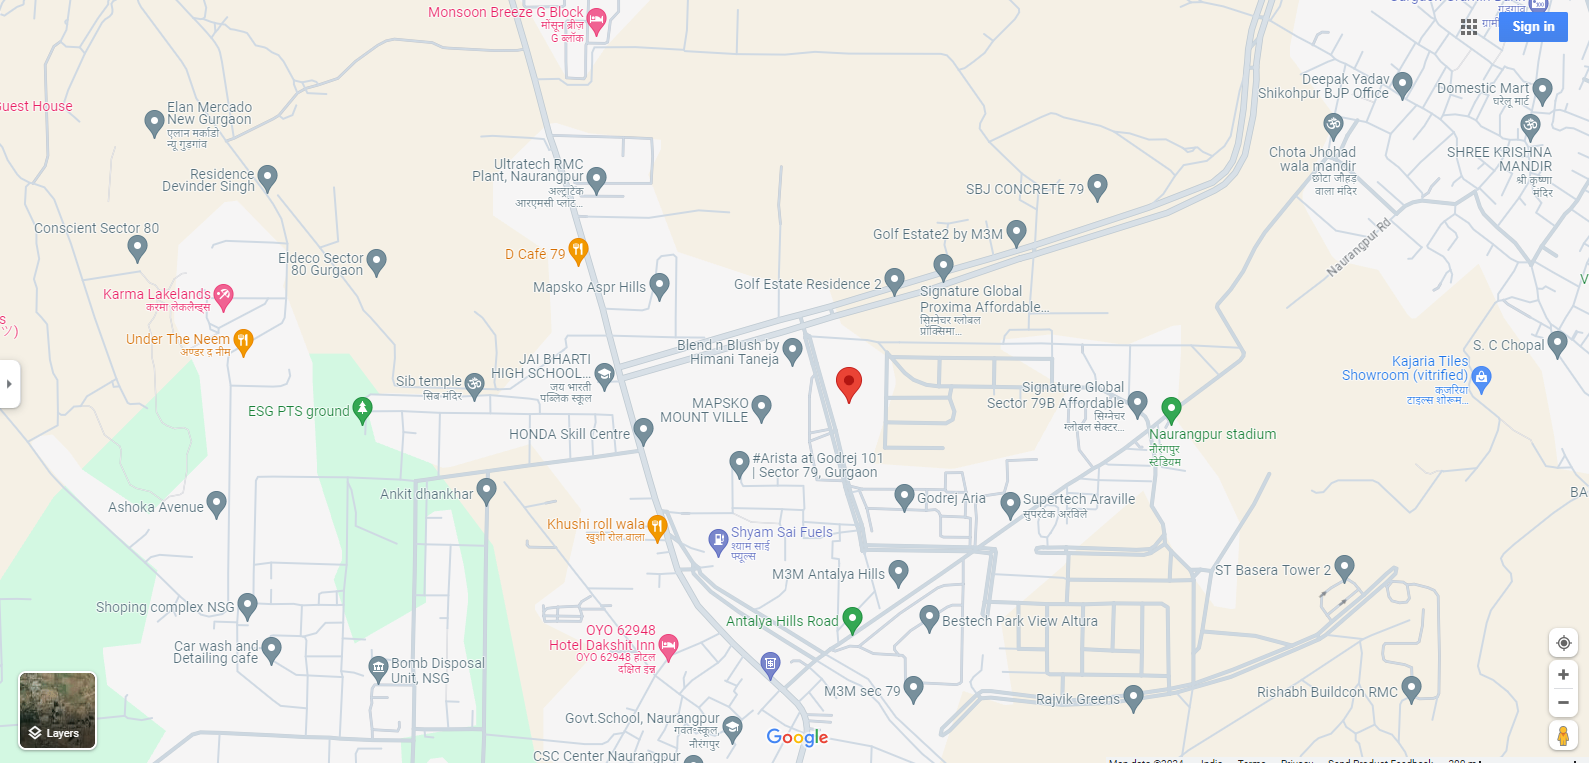 Monsoon Breeze G Block
मॉनसून ब्रीज़
G ब्लॉक
Sign in
गुड़गांव
Deepak Yadav
Shikohpur BJP Office
Domestic Mart
घरेलू मार्ट
Guest House
Elan Mercado
New Gurgaon
एलान मर्काडो
न्यू गुड़गांव
Chota Jhohad
wala mandir
छोटा जोहड़
वाला मंदिर
SHREE KRISHNA
MANDIR
श्री कृष्णा
मंदिर
Ultratech RMC
Plant, Naurangpur
अल्ट्राटेक
आरएमसी प्लांट...
Residence
Devinder Singh
SBJ CONCRETE 79
Conscient Sector 80
Golf Estate2 by M3M
Naurangpur Rd
D Café 79
Eldeco Sector
80 Gurgaon
Mapsko Aspr Hills
Golf Estate Residence 2
Signature Global
Proxima Affordable...
सिग्नेचर ग्लोबल
प्रॉक्सिमा...
Karma Lakelands
करमा लेकलैन्ड्स
Under The Neem
अण्डर द नीम
Blend n Blush by
Himani Taneja
S. C Chopal
JAI BHARTI
HIGH SCHOOL...
जय भारती
पब्लिक स्कूल
Kajaria Tiles
Showroom (vitrified)
कजरिया
टाइल्स शोरूम...
Sib temple
सिब मंदिर
Signature Global
Sector 79B Affordable
सिग्नेचर
ग्लोबल सेक्टर...
ESG PTS ground
MAPSKO
MOUNT VILLE
HONDA Skill Centre
Naurangpur stadium
नौरंगपुर
स्टेडियम
#Arista at Godrej 101
| Sector 79, Gurgaon
Ankit dhankhar
Godrej Aria
Supertech Araville
सुपरटेक अरविले
BA
Ashoka Avenue
Khushi roll wala
खुशी रोल वाला
Shyam Sai Fuels
श्याम साई
फ्यूल्स
M3M Antalya Hills
ST Basera Tower 2
Shoping complex NSG
Antalya Hills Road
Bestech Park View Altura
OYO 62948
Hotel Dakshit Inn
OYO 62948 होटल
दक्षित इन्न
Car wash and
Detailing cafe
Bomb Disposal
Unit, NSG
M3M sec 79
Rajvik Greens
Rishabh Buildcon RMC
Govt.School, Naurangpur
गवर्न-स्कूल,
नौरंगपुर
Layers
Google
CSC Center Naurangpur